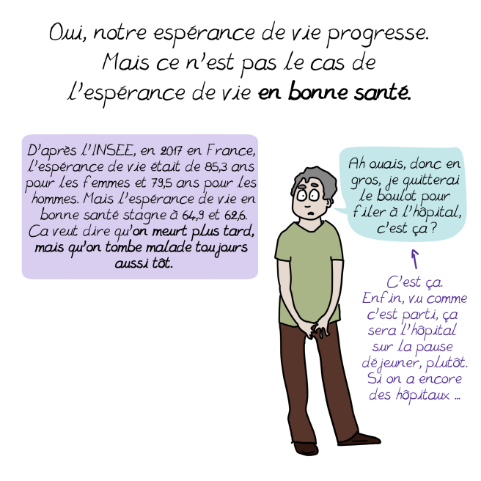 Oui, notre espérance de vie progresse.
Mais ce n'est pas le cas de
l'espérance de vie en bonne santé.
D'après l'INSEE, en 2017 en France,
l'espérance de vie était de 85,3 ans
pour les femmes et 79,5 ans pour les
hommes. Mais l'espérance de vie en
bonne santé stagne à 64,9 et 62,6.
Ca veut dire qu'on meurt plus tard,
mais qu'on tombe malade toujours
aussi tôt.
Ah ouais, donc en
gros, je quitterai
le boulot pour
filer à l'hôpital,
c'est ça ?
C'est ça.
Enfin, vu comme
c'est parti, ça
sera l'hôpital
sur la pause
déjeuner, plutôt.
Si on a encore
des hôpitaux ...